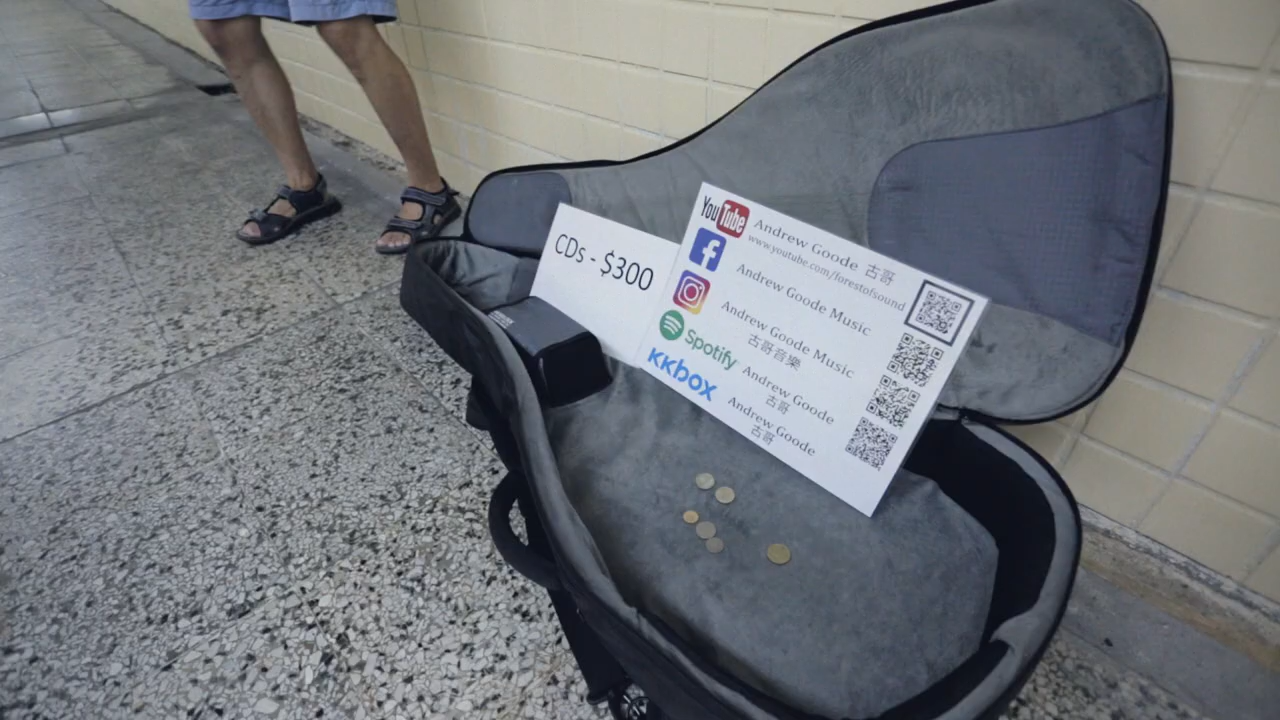 CDs - $300
YouTube Andrew Goode 古哥
www.youtube.com/forestofsound
Andrew Goode Music
Andrew Goode Music
古哥音樂
Spotify Andrew Goode
古哥
KKBOX Andrew Goode
古哥